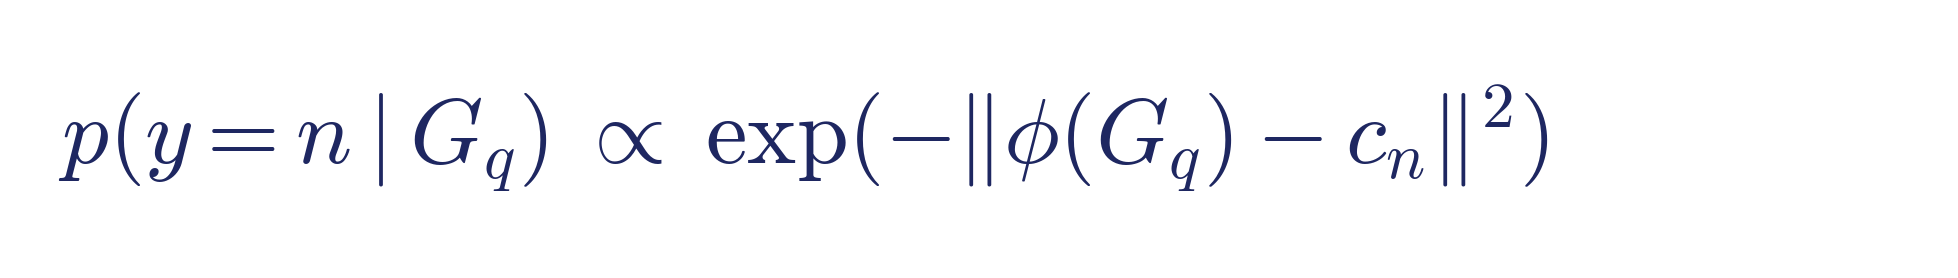 p(y = n | G_q) ∝ exp(−‖ϕ(G_q) − c_n‖²)